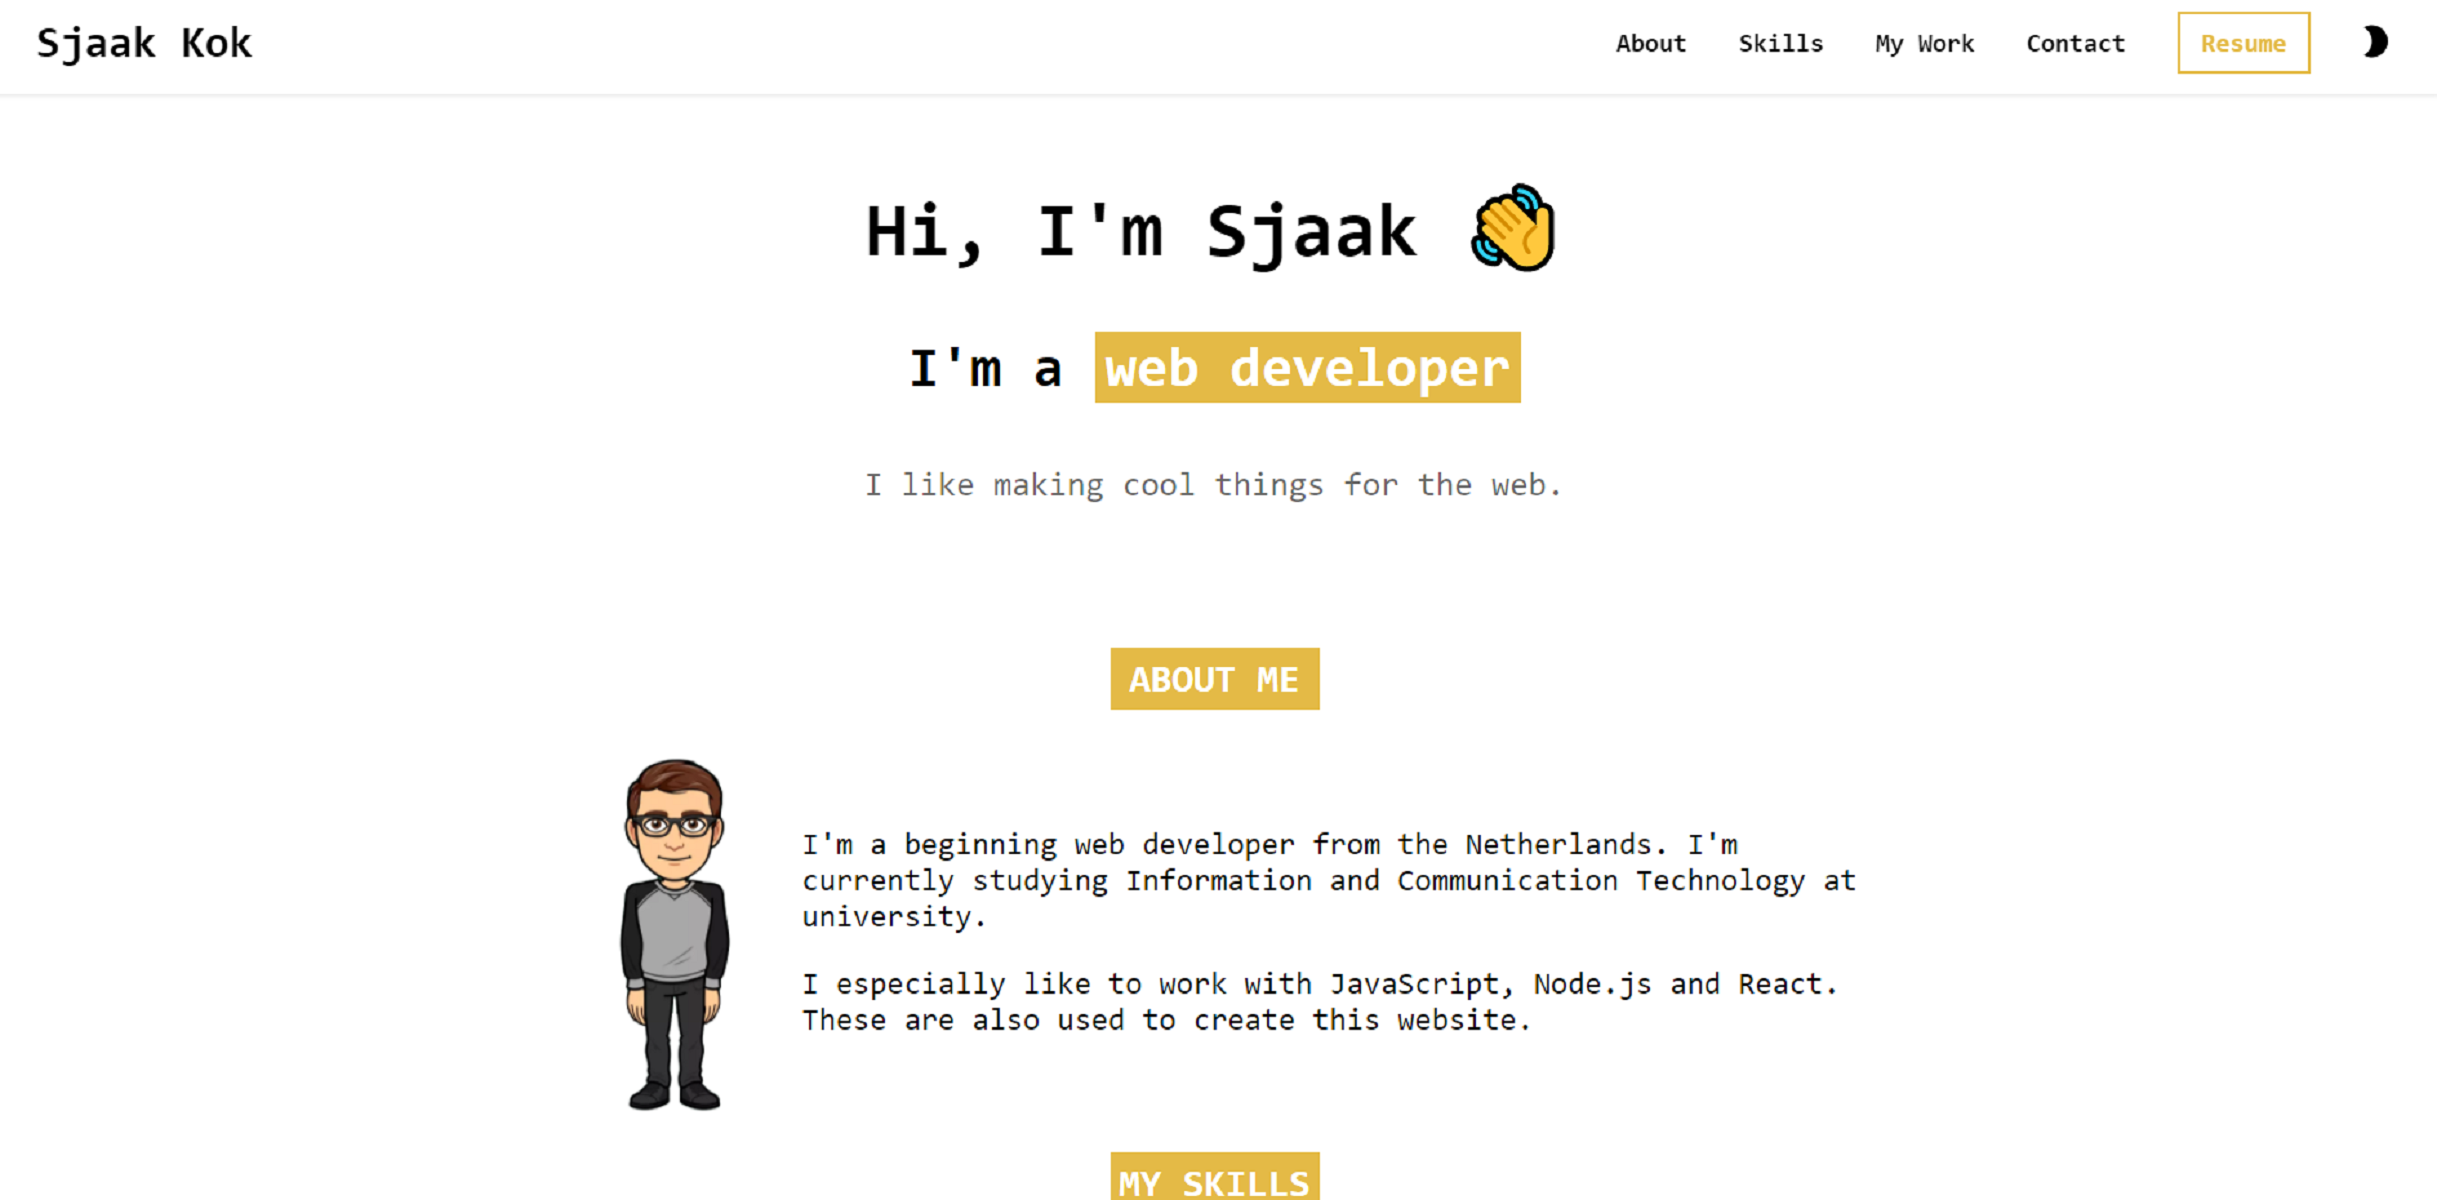 Sjaak Kok
About Skills My Work Contact Resume
Hi, I'm Sjaak 👋
I'm a web developer
I like making cool things for the web.
ABOUT ME
I'm a beginning web developer from the Netherlands. I'm
currently studying Information and Communication Technology at
university.
I especially like to work with JavaScript, Node.js and React.
These are also used to create this website.
MY SKILLS